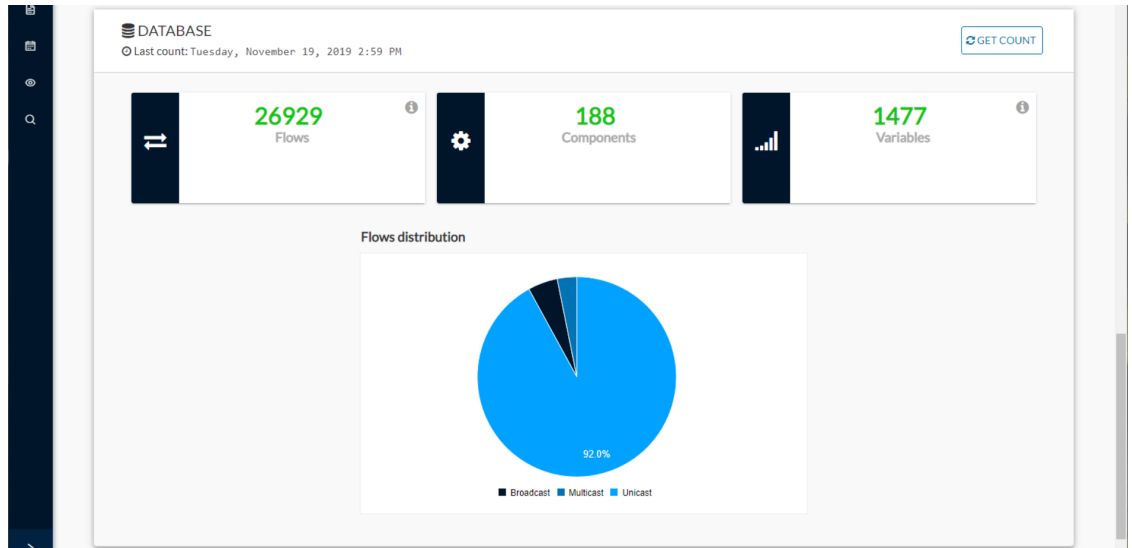 DATABASE
Last count: Tuesday, November 19, 2019 2:59 PM
GET COUNT
26929
Flows
188
Components
1477
Variables
Flows distribution
92.0%
Broadcast Multicast Unicast